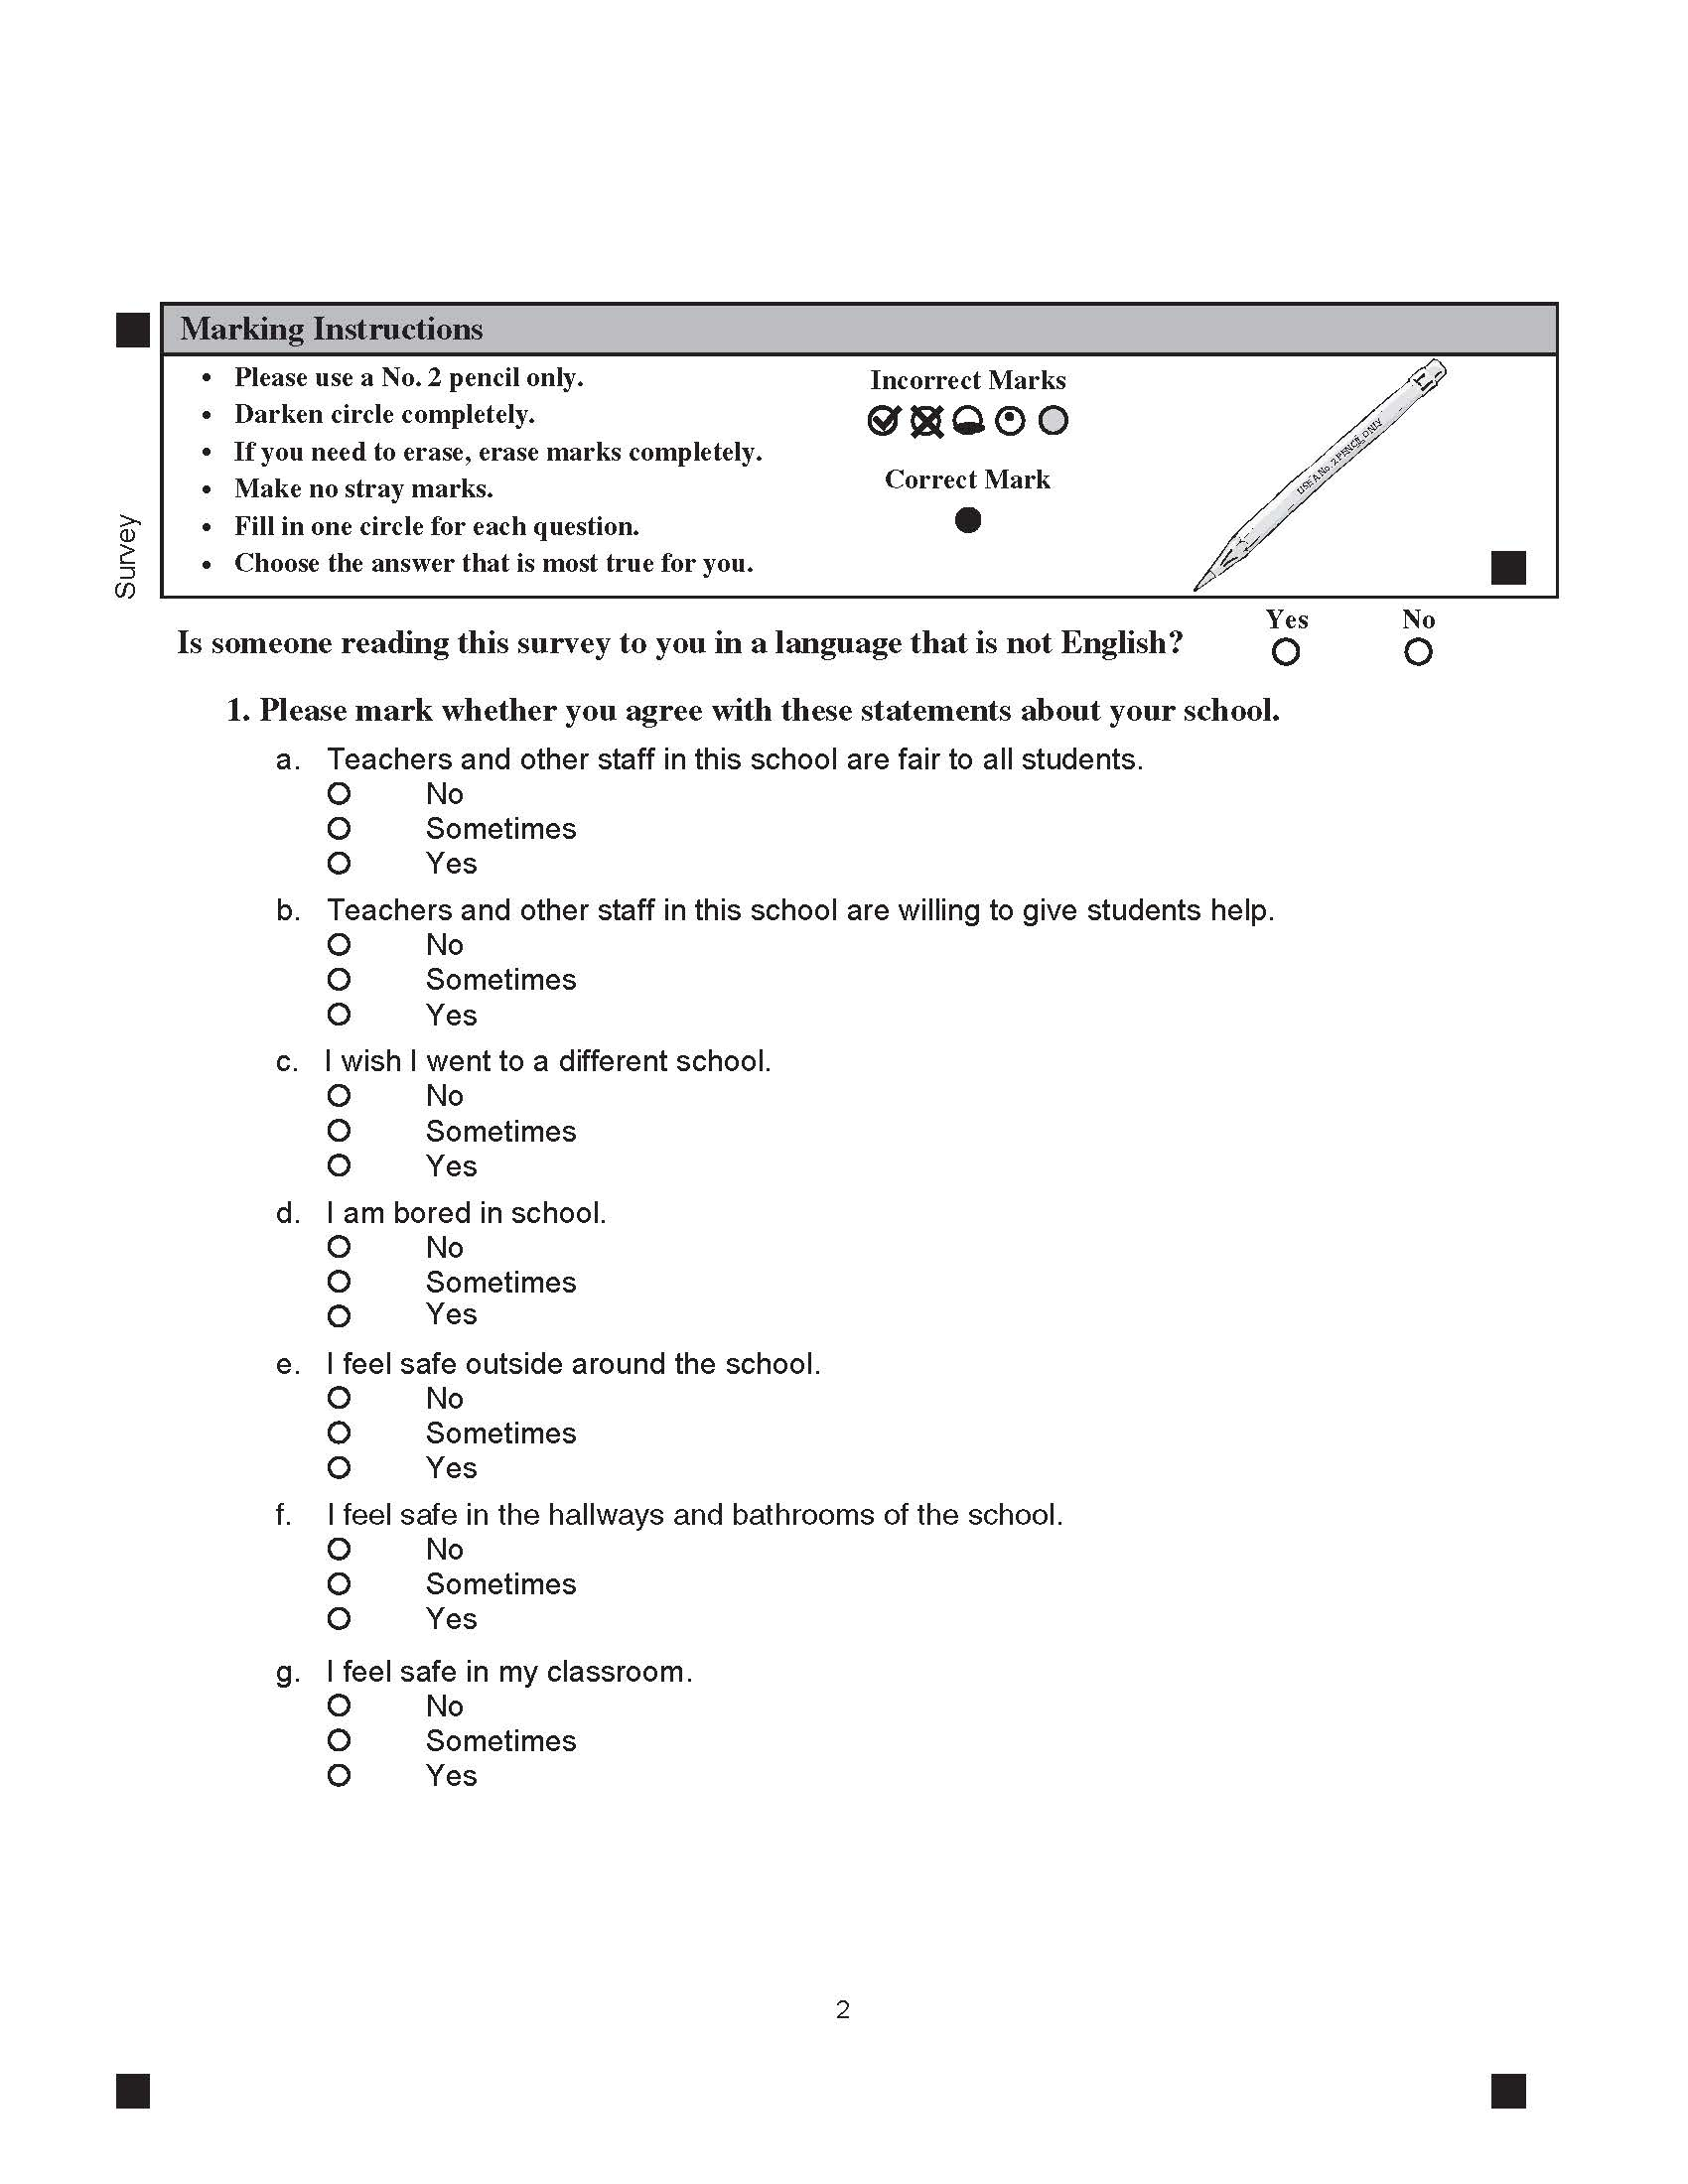 Marking Instructions
• Please use a No. 2 pencil only.
• Darken circle completely.
• If you need to erase, erase marks completely.
• Make no stray marks.
• Fill in one circle for each question.
• Choose the answer that is most true for you.
Incorrect Marks
Correct Mark
USE A No. 2 PENCIL ONLY
Survey
Yes No
Is someone reading this survey to you in a language that is not English?
1. Please mark whether you agree with these statements about your school.
a. Teachers and other staff in this school are fair to all students.
No
Sometimes
Yes
b. Teachers and other staff in this school are willing to give students help.
No
Sometimes
Yes
c. I wish I went to a different school.
No
Sometimes
Yes
d. I am bored in school.
No
Sometimes
Yes
e. I feel safe outside around the school.
No
Sometimes
Yes
f. I feel safe in the hallways and bathrooms of the school.
No
Sometimes
Yes
g. I feel safe in my classroom.
No
Sometimes
Yes
2